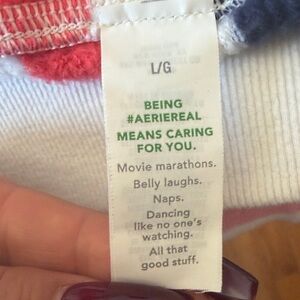 L/G
BEING
#AERIEREAL
MEANS CARING
FOR YOU.
Movie marathons.
Belly laughs.
Naps.
Dancing
like no one's
watching.
All that
good stuff.